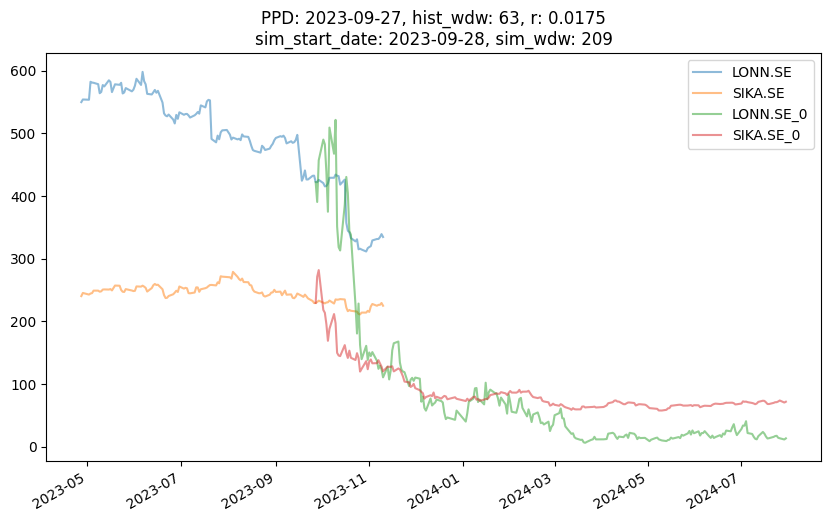 PPD: 2023-09-27, hist_wdw: 63, r: 0.0175
sim_start_date: 2023-09-28, sim_wdw: 209
LONN.SE
SIKA.SE
LONN.SE_0
SIKA.SE_0
600
500
400
300
200
100
0
2023-05
2023-07
2023-09
2023-11
2024-01
2024-03
2024-05
2024-07